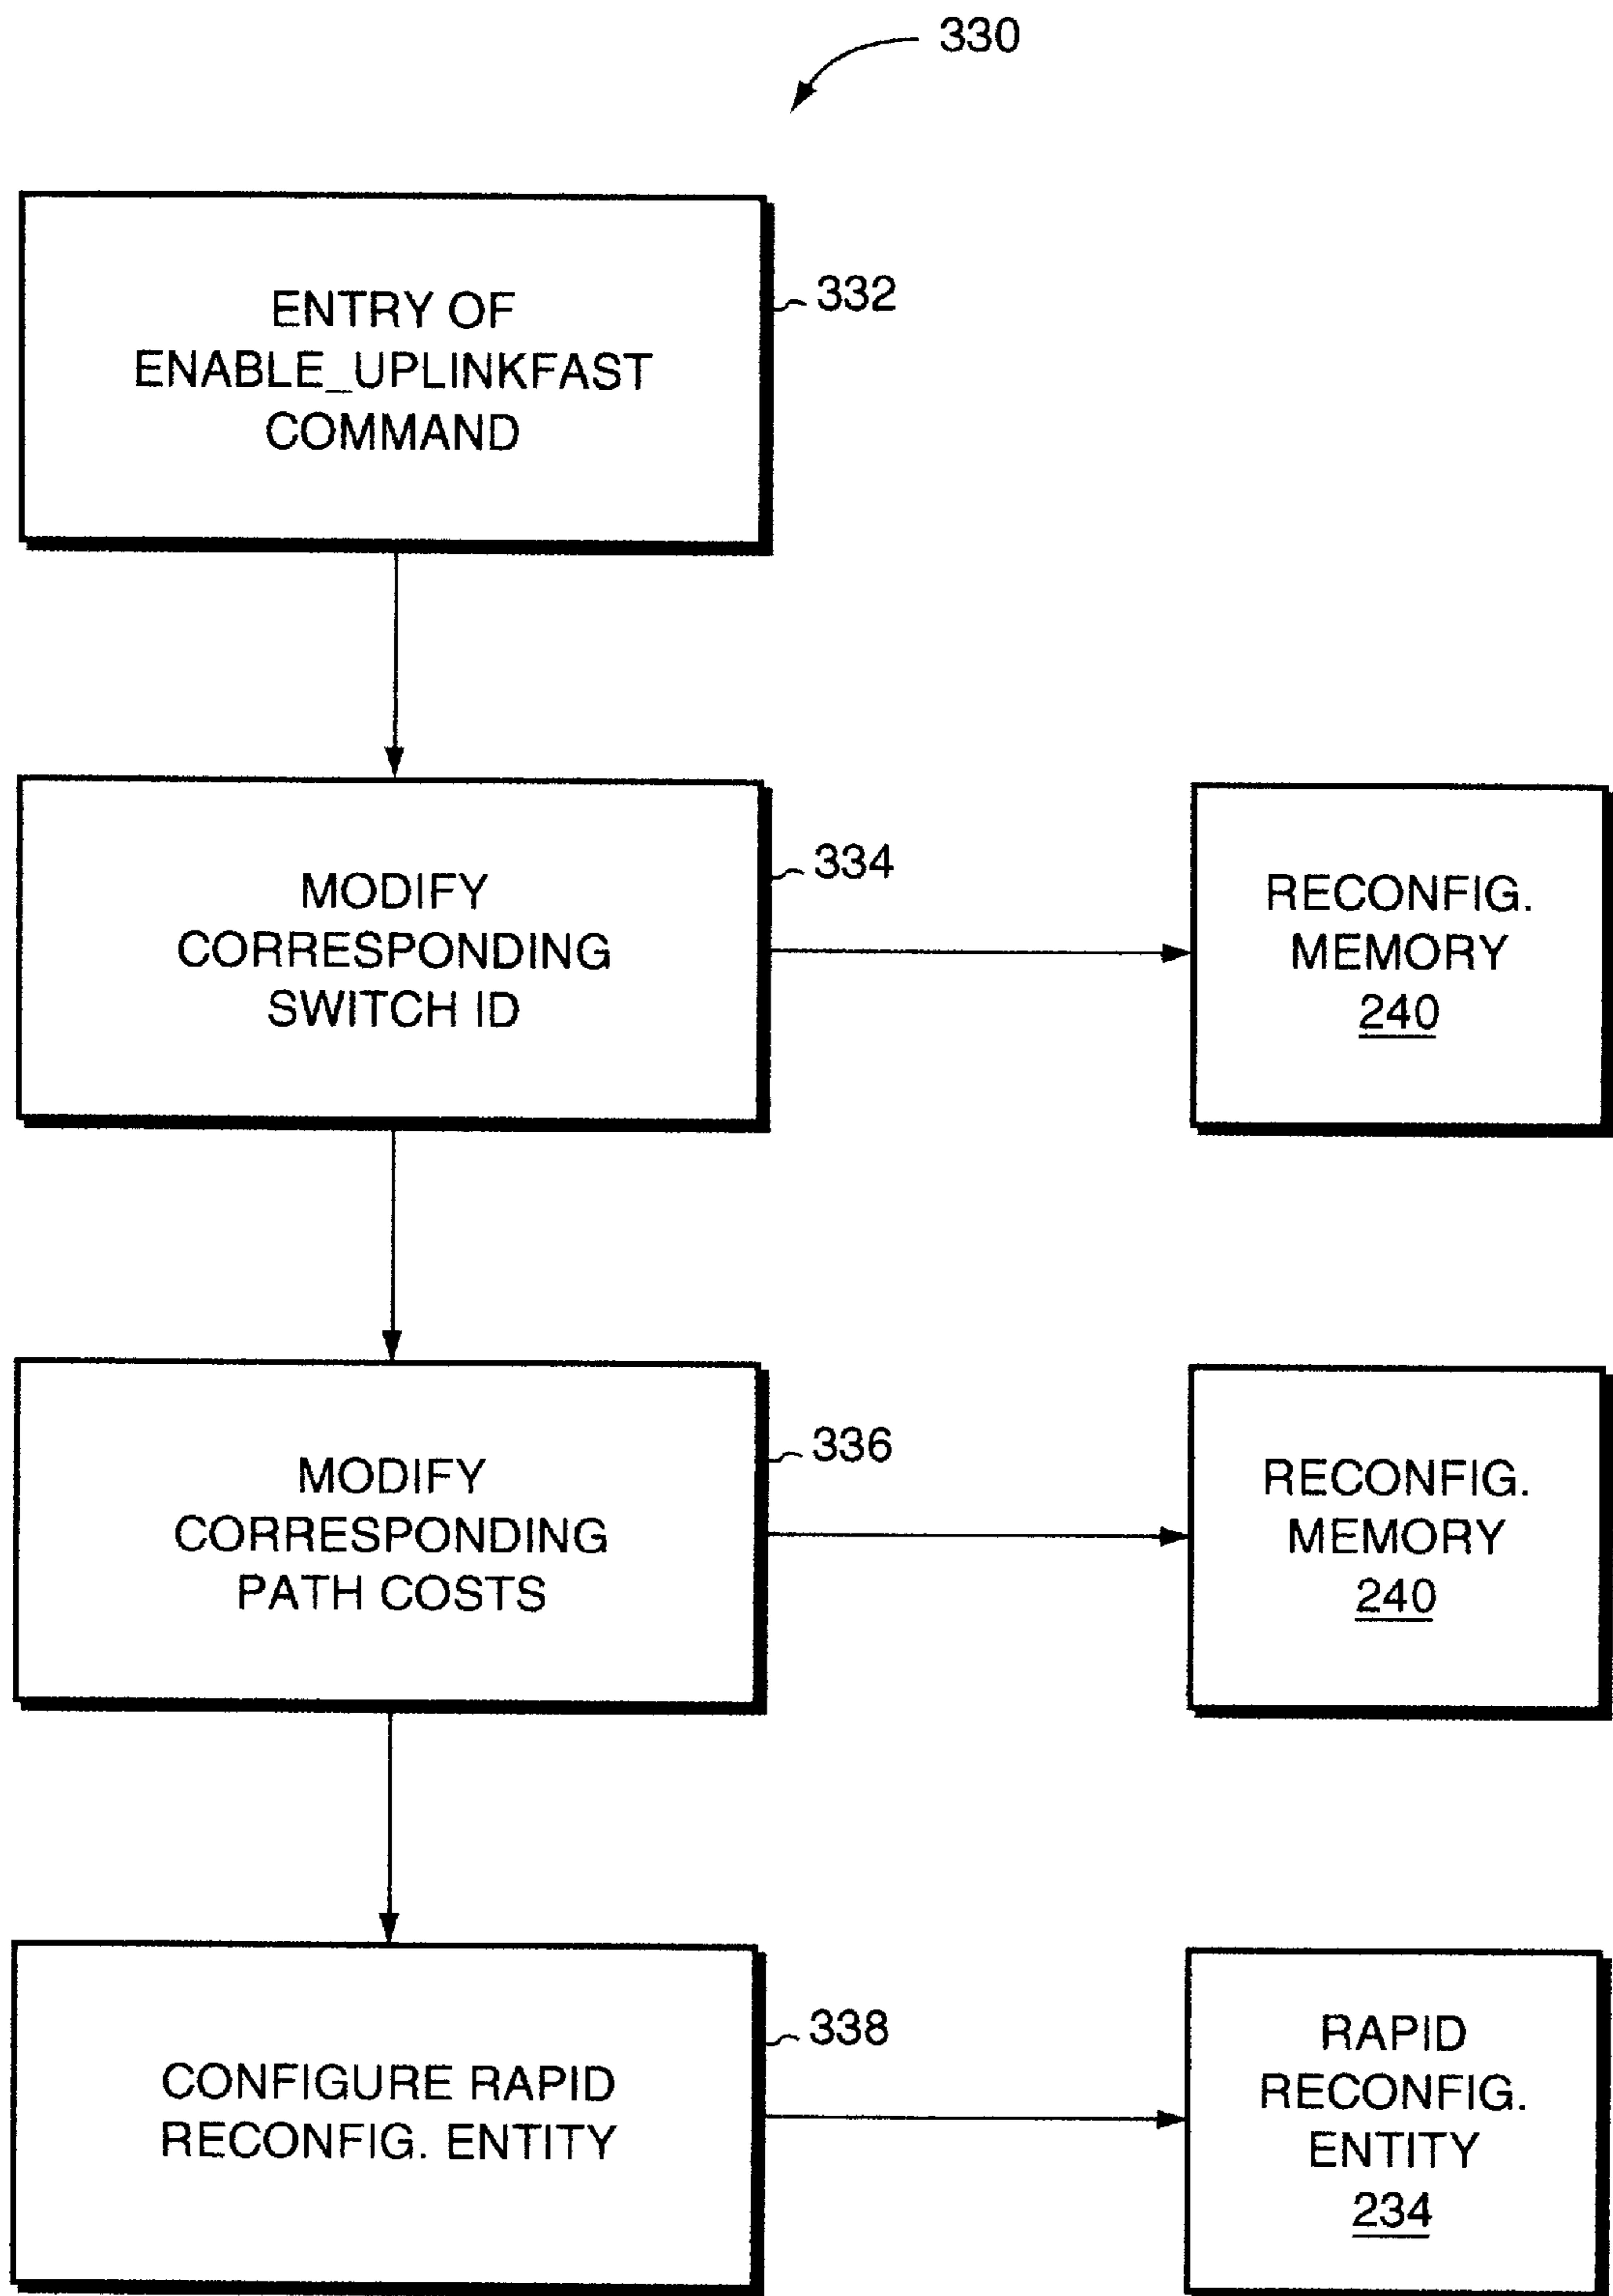 330
ENTRY OF
ENABLE_UPLINKFAST
COMMAND
332
MODIFY
CORRESPONDING
SWITCH ID
334
RECONFIG.
MEMORY
240
MODIFY
CORRESPONDING
PATH COSTS
336
RECONFIG.
MEMORY
240
CONFIGURE RAPID
RECONFIG. ENTITY
338
RAPID
RECONFIG.
ENTITY
234